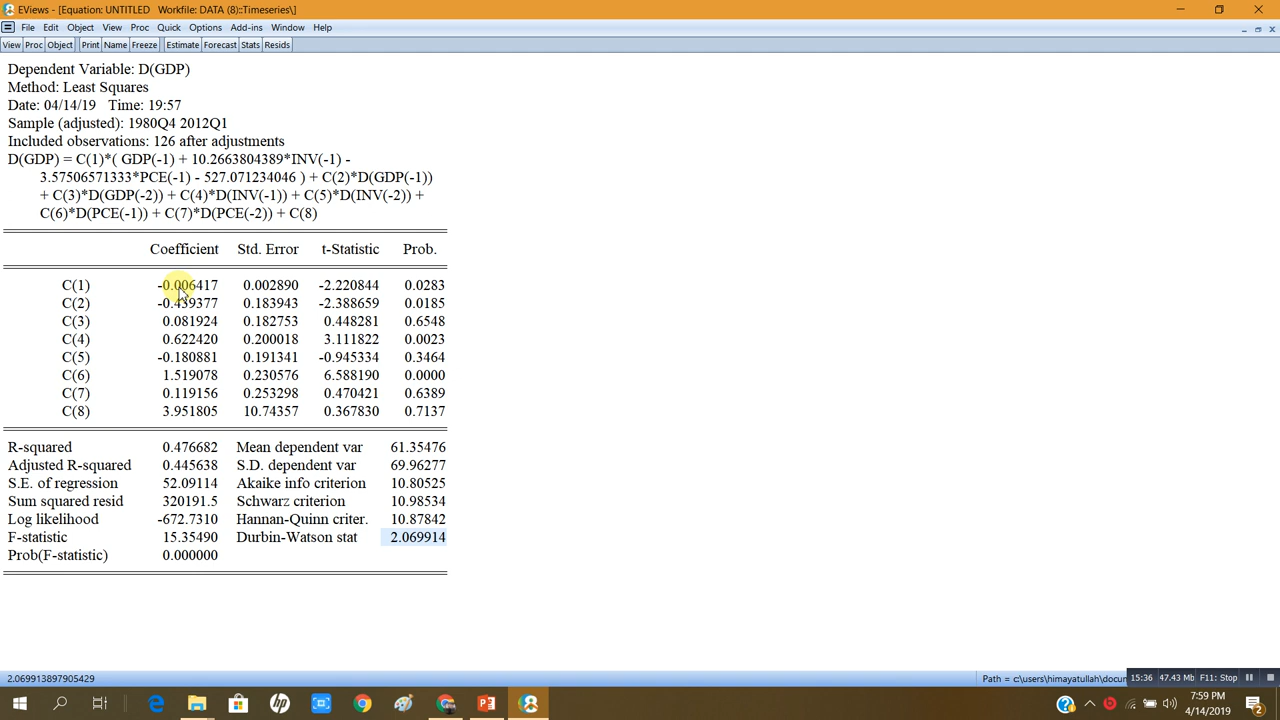 EViews - [Equation: UNTITLED   Workfile: DATA (8)::Timeseries\]
File Edit Object View Proc Quick Options Add-ins Window Help
View Proc Object Print Name Freeze Estimate Forecast Stats Resids
Dependent Variable: D(GDP)
Method: Least Squares
Date: 04/14/19   Time: 19:57
Sample (adjusted): 1980Q4 2012Q1
Included observations: 126 after adjustments
D(GDP) = C(1)*( GDP(-1) + 10.2663804389*INV(-1) -
3.57506571333*PCE(-1) - 527.071234046 ) + C(2)*D(GDP(-1))
+ C(3)*D(GDP(-2)) + C(4)*D(INV(-1)) + C(5)*D(INV(-2)) +
C(6)*D(PCE(-1)) + C(7)*D(PCE(-2)) + C(8)
Coefficient Std. Error t-Statistic Prob.
C(1) -0.006417 0.002890 -2.220844 0.0283
C(2) -0.439377 0.183943 -2.388659 0.0185
C(3) 0.081924 0.182753 0.448281 0.6548
C(4) 0.622420 0.200018 3.111822 0.0023
C(5) -0.180881 0.191341 -0.945334 0.3464
C(6) 1.519078 0.230576 6.588190 0.0000
C(7) 0.119156 0.253298 0.470421 0.6389
C(8) 3.951805 10.74357 0.367830 0.7137
R-squared 0.476682 Mean dependent var 61.35476
Adjusted R-squared 0.445638 S.D. dependent var 69.96277
S.E. of regression 52.09114 Akaike info criterion 10.80525
Sum squared resid 320191.5 Schwarz criterion 10.98534
Log likelihood -672.7310 Hannan-Quinn criter. 10.87842
F-statistic 15.35490 Durbin-Watson stat 2.069914
Prob(F-statistic) 0.000000
2.069913897905429 Path = c:\users\himayatullah\docum 15:36 47.43 Mb F11: Stop
7:59 PM
4/14/2019
2